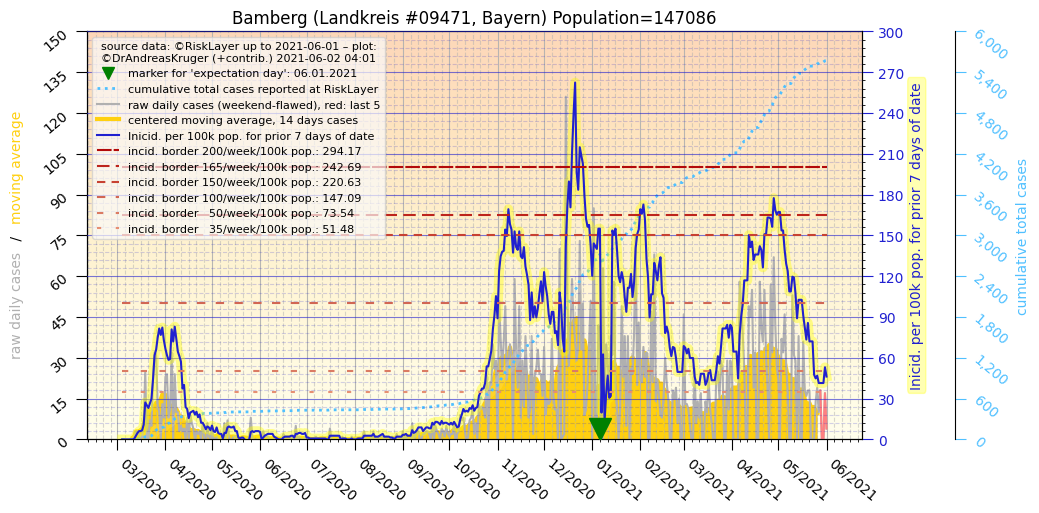 Bamberg (Landkreis #09471, Bayern) Population=147086
source data: ©RiskLayer up to 2021-06-01 – plot:
©DrAndreasKruger (+contrib.) 2021-06-02 04:01
marker for 'expectation day': 06.01.2021
cumulative total cases reported at RiskLayer
raw daily cases (weekend-flawed), red: last 5
centered moving average, 14 days cases
Inicid. per 100k pop. for prior 7 days of date
incid. border 200/week/100k pop.: 294.17
incid. border 165/week/100k pop.: 242.69
incid. border 150/week/100k pop.: 220.63
incid. border 100/week/100k pop.: 147.09
incid. border 50/week/100k pop.: 73.54
incid. border 35/week/100k pop.: 51.48
raw daily cases / moving average
150
135
120
105
90
75
60
45
30
15
0
03/2020
04/2020
05/2020
06/2020
07/2020
08/2020
09/2020
10/2020
11/2020
12/2020
01/2021
02/2021
03/2021
04/2021
05/2021
06/2021
300
270
240
210
180
150
120
90
60
30
0
Inicid. per 100k pop. for prior 7 days of date
6,000
5,400
4,800
4,200
3,600
3,000
2,400
1,800
1,200
600
0
cumulative total cases